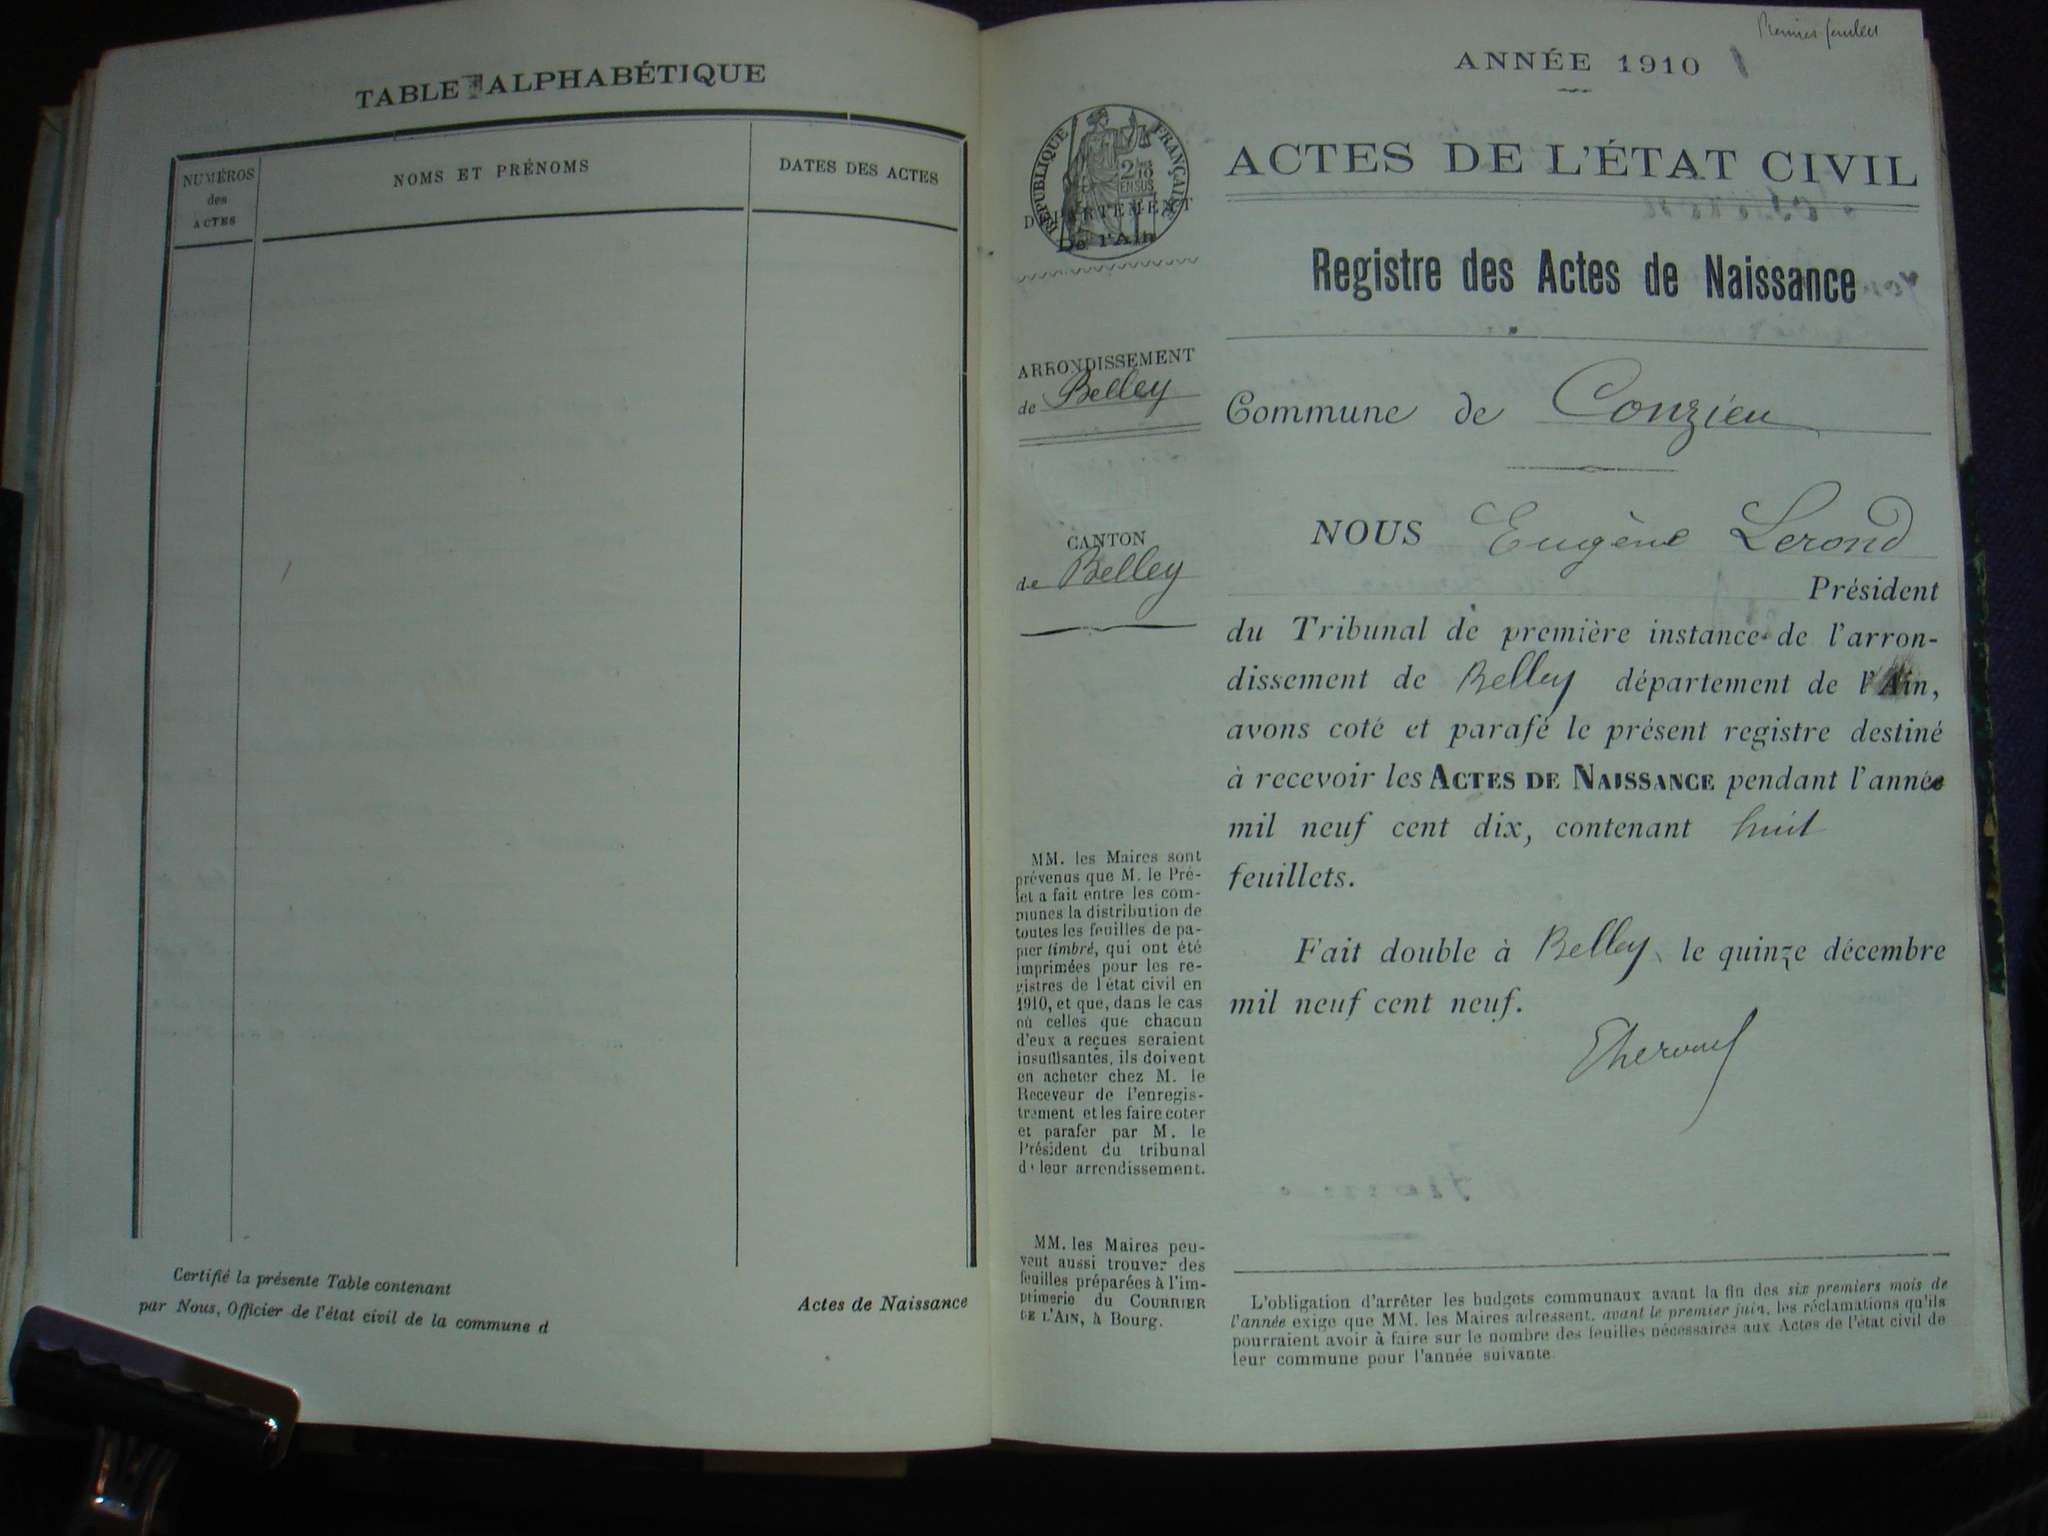 TABLE ALPHABÉTIQUE
NUMÉROS
des
ACTES
NOMS ET PRÉNOMS
DATES DES ACTES
Certifié la présente Table contenant
par Nous, Officier de l'état civil de la commune d
Actes de Naissance
Premier feuillet
ANNÉE 1910
1
RÉPUBLIQUE FRANÇAISE
2/10
EN SUS
DÉPARTEMENT
De l'Ain
ACTES DE L'ÉTAT CIVIL
Registre des Actes de Naissance
ARRONDISSEMENT
de Belley
Commune de Conzieu
CANTON
de Belley
NOUS Eugène Lerond
Président
du Tribunal de première instance de l'arron-
dissement de Belley département de l'Ain,
avons coté et parafé le présent registre destiné
à recevoir les ACTES DE NAISSANCE pendant l'année
mil neuf cent dix, contenant huit
feuillets.
Fait double à Belley, le quinze décembre
mil neuf cent neuf.
MM. les Maires sont
prévenus que M. le Pré-
fet a fait entre les com-
munes la distribution de
toutes les feuilles de pa-
pier timbré, qui ont été
imprimées pour les re-
gistres de l'état civil en
1910, et que, dans le cas
où celles que chacun
d'eux a reçues seraient
insuffisantes, ils doivent
en acheter chez M. le
Receveur de l'enregis-
trement et les faire coter
et parafer par M. le
Président du tribunal
de leur arrondissement.
MM. les Maires peu-
vent aussi trouver des
feuilles préparées à l'im-
primerie du COURRIER
DE L'AIN, à Bourg.
L'obligation d'arrêter les budgets communaux avant la fin des six premiers mois de
l'année exige que MM. les Maires adressent, avant le premier juin, les réclamations qu'ils
pourraient avoir à faire sur le nombre des feuilles nécessaires aux Actes de l'état civil de
leur commune pour l'année suivante.